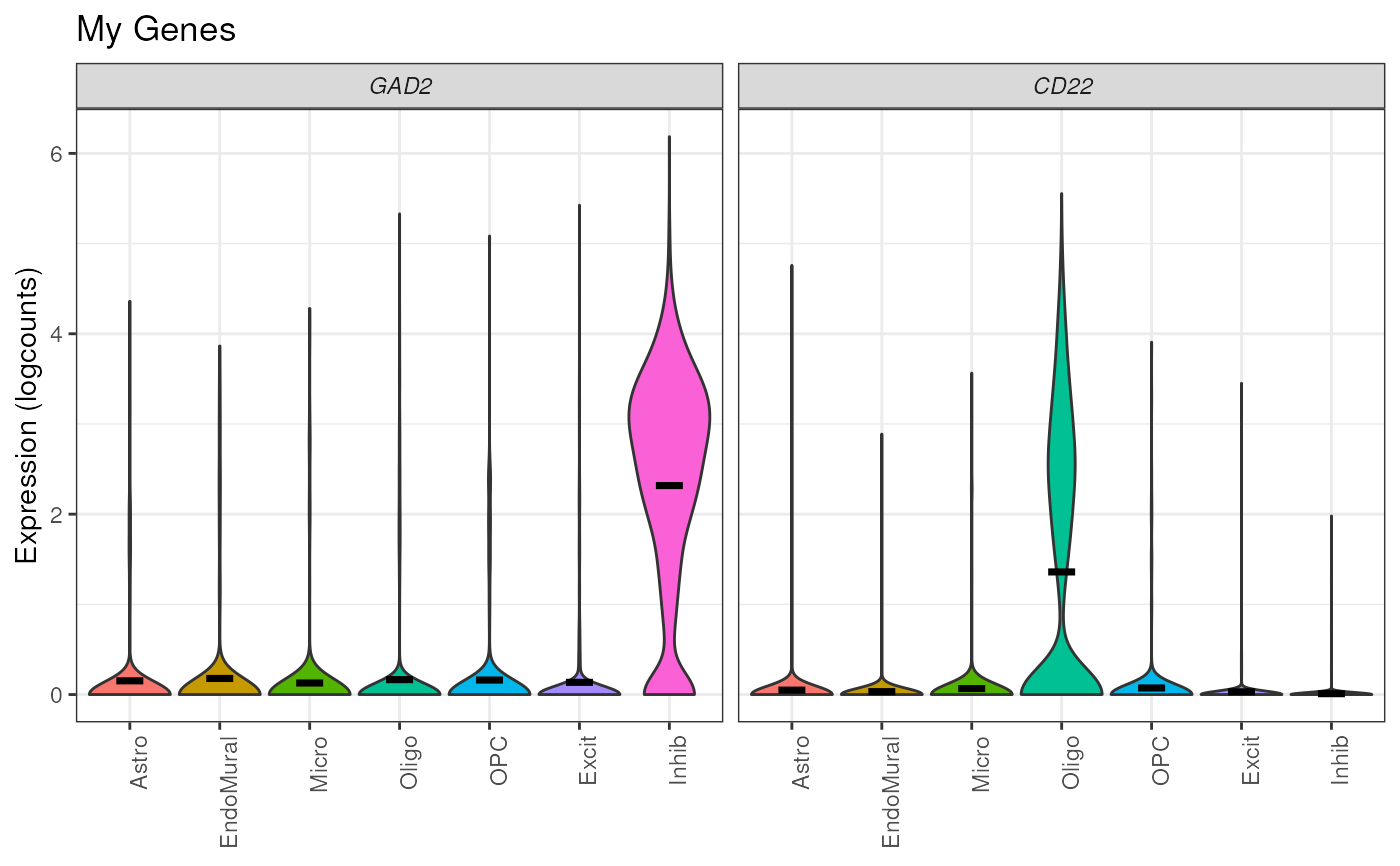 My Genes
GAD2
CD22
Expression (logcounts)
6
4
2
0
Astro
EndoMural
Micro
Oligo
OPC
Excit
Inhib
Astro
EndoMural
Micro
Oligo
OPC
Excit
Inhib